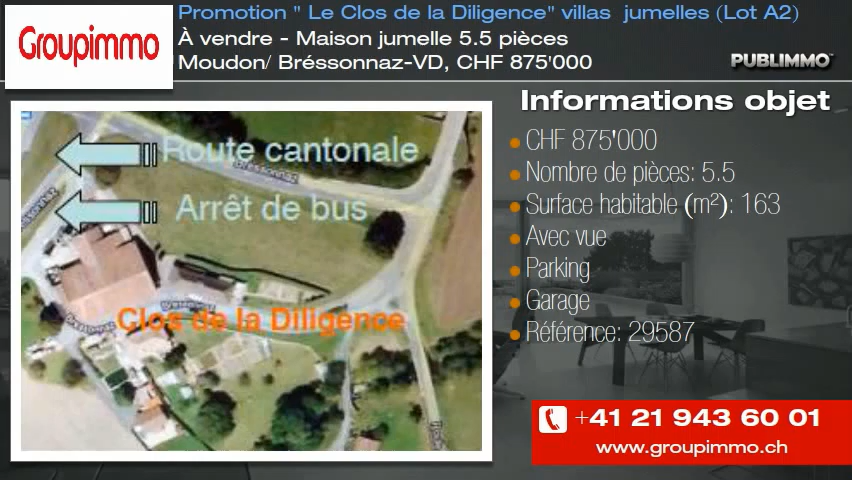 Groupimmo
Promotion " Le Clos de la Diligence" villas jumelles (Lot A2)
À vendre - Maison jumelle 5.5 pièces
Moudon/ Bréssonnaz-VD, CHF 875'000
PUBLIMMO
Route cantonale
Bressonnaz
Arrêt de bus
Clos de la Diligence
Bressonnaz
Informations objet
CHF 875'000
Nombre de pièces: 5.5
Surface habitable (m²): 163
Avec vue
Parking
Garage
Référence: 29587
+41 21 943 60 01
www.groupimmo.ch